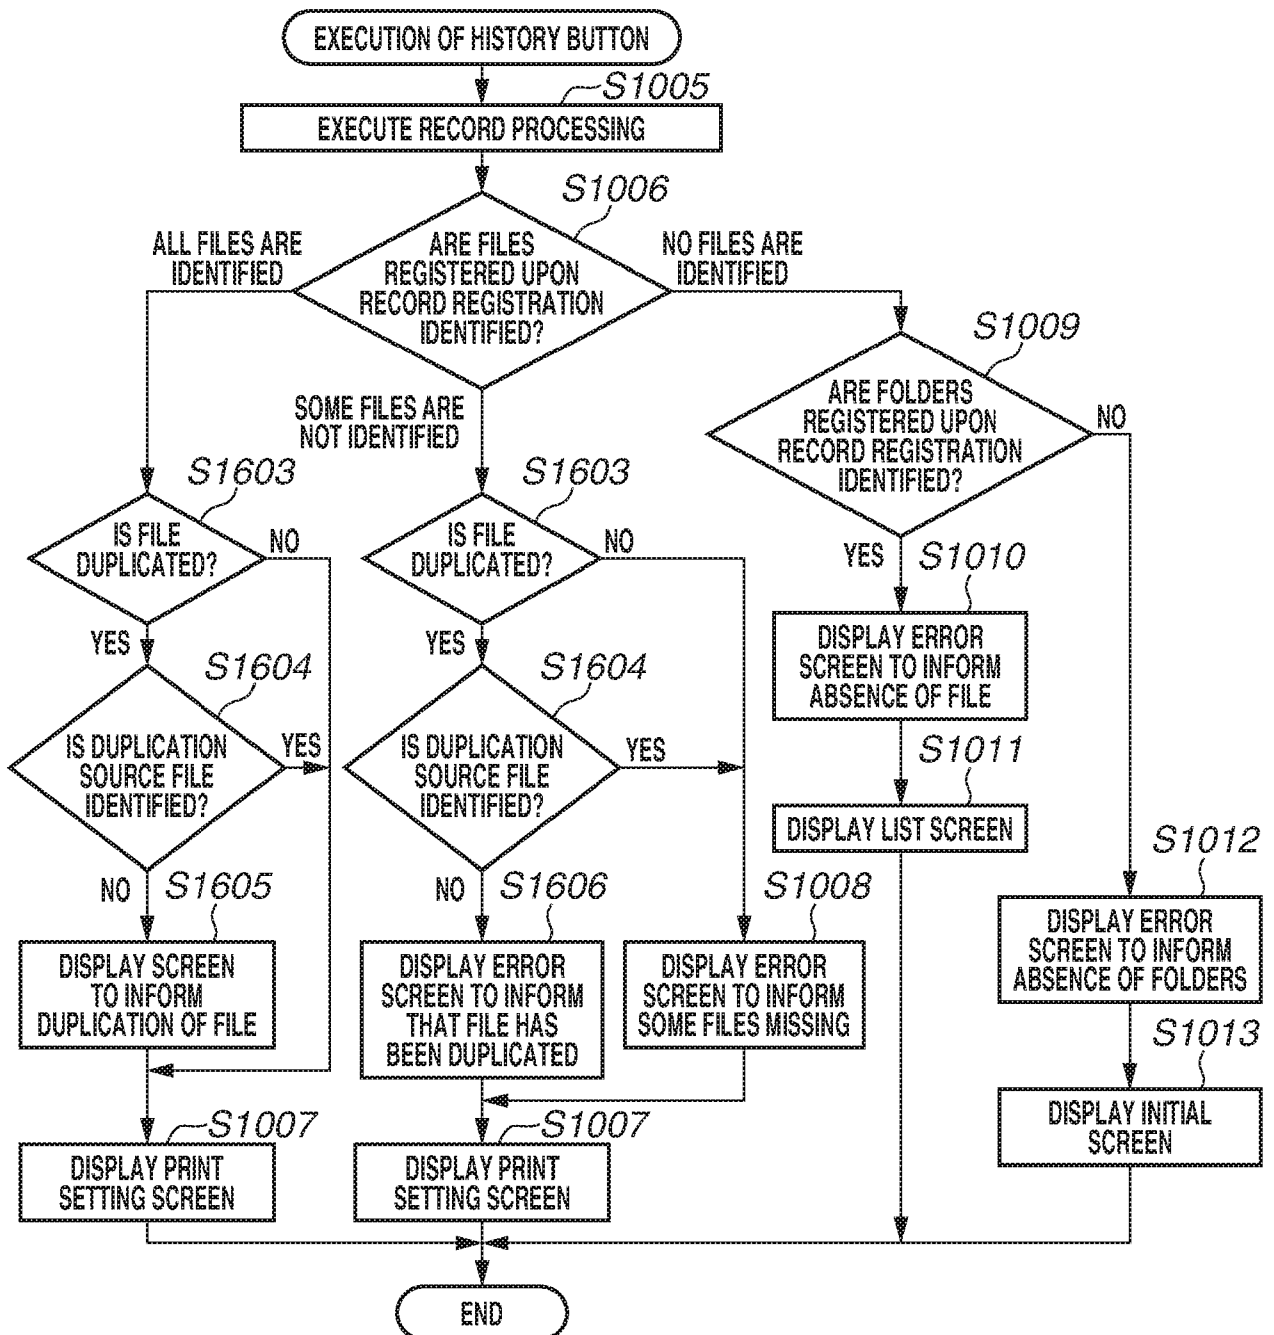 EXECUTION OF HISTORY BUTTON
S1005
EXECUTE RECORD PROCESSING
S1006
ARE FILES
REGISTERED UPON
RECORD REGISTRATION
IDENTIFIED?
ALL FILES ARE
IDENTIFIED
NO FILES ARE
IDENTIFIED
SOME FILES ARE
NOT IDENTIFIED
S1009
ARE FOLDERS
REGISTERED UPON
RECORD REGISTRATION
IDENTIFIED?
NO
YES
S1603
IS FILE
DUPLICATED?
NO
YES
S1603
IS FILE
DUPLICATED?
NO
YES
S1010
DISPLAY ERROR
SCREEN TO INFORM
ABSENCE OF FILE
S1604
IS DUPLICATION
SOURCE FILE
IDENTIFIED?
YES
NO
S1604
IS DUPLICATION
SOURCE FILE
IDENTIFIED?
YES
NO
S1011
DISPLAY LIST SCREEN
S1605
DISPLAY SCREEN
TO INFORM
DUPLICATION OF FILE
S1606
DISPLAY ERROR
SCREEN TO INFORM
THAT FILE HAS
BEEN DUPLICATED
S1008
DISPLAY ERROR
SCREEN TO INFORM
SOME FILES MISSING
S1012
DISPLAY ERROR
SCREEN TO INFORM
ABSENCE OF FOLDERS
S1013
DISPLAY INITIAL
SCREEN
S1007
DISPLAY PRINT
SETTING SCREEN
S1007
DISPLAY PRINT
SETTING SCREEN
END